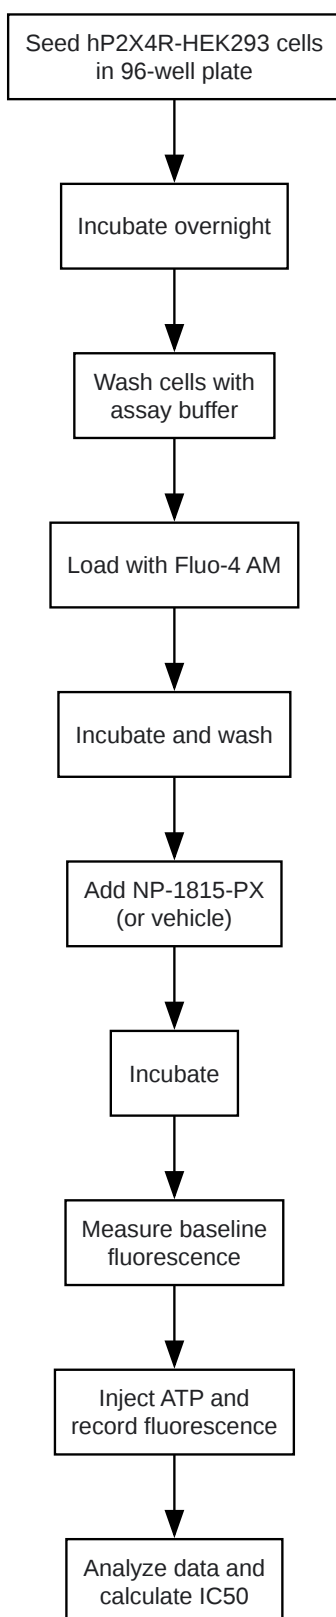 Seed hP2X4R-HEK293 cells
in 96-well plate
Incubate overnight
Wash cells with
assay buffer
Load with Fluo-4 AM
Incubate and wash
Add NP-1815-PX
(or vehicle)
Incubate
Measure baseline
fluorescence
Inject ATP and
record fluorescence
Analyze data and
calculate IC50